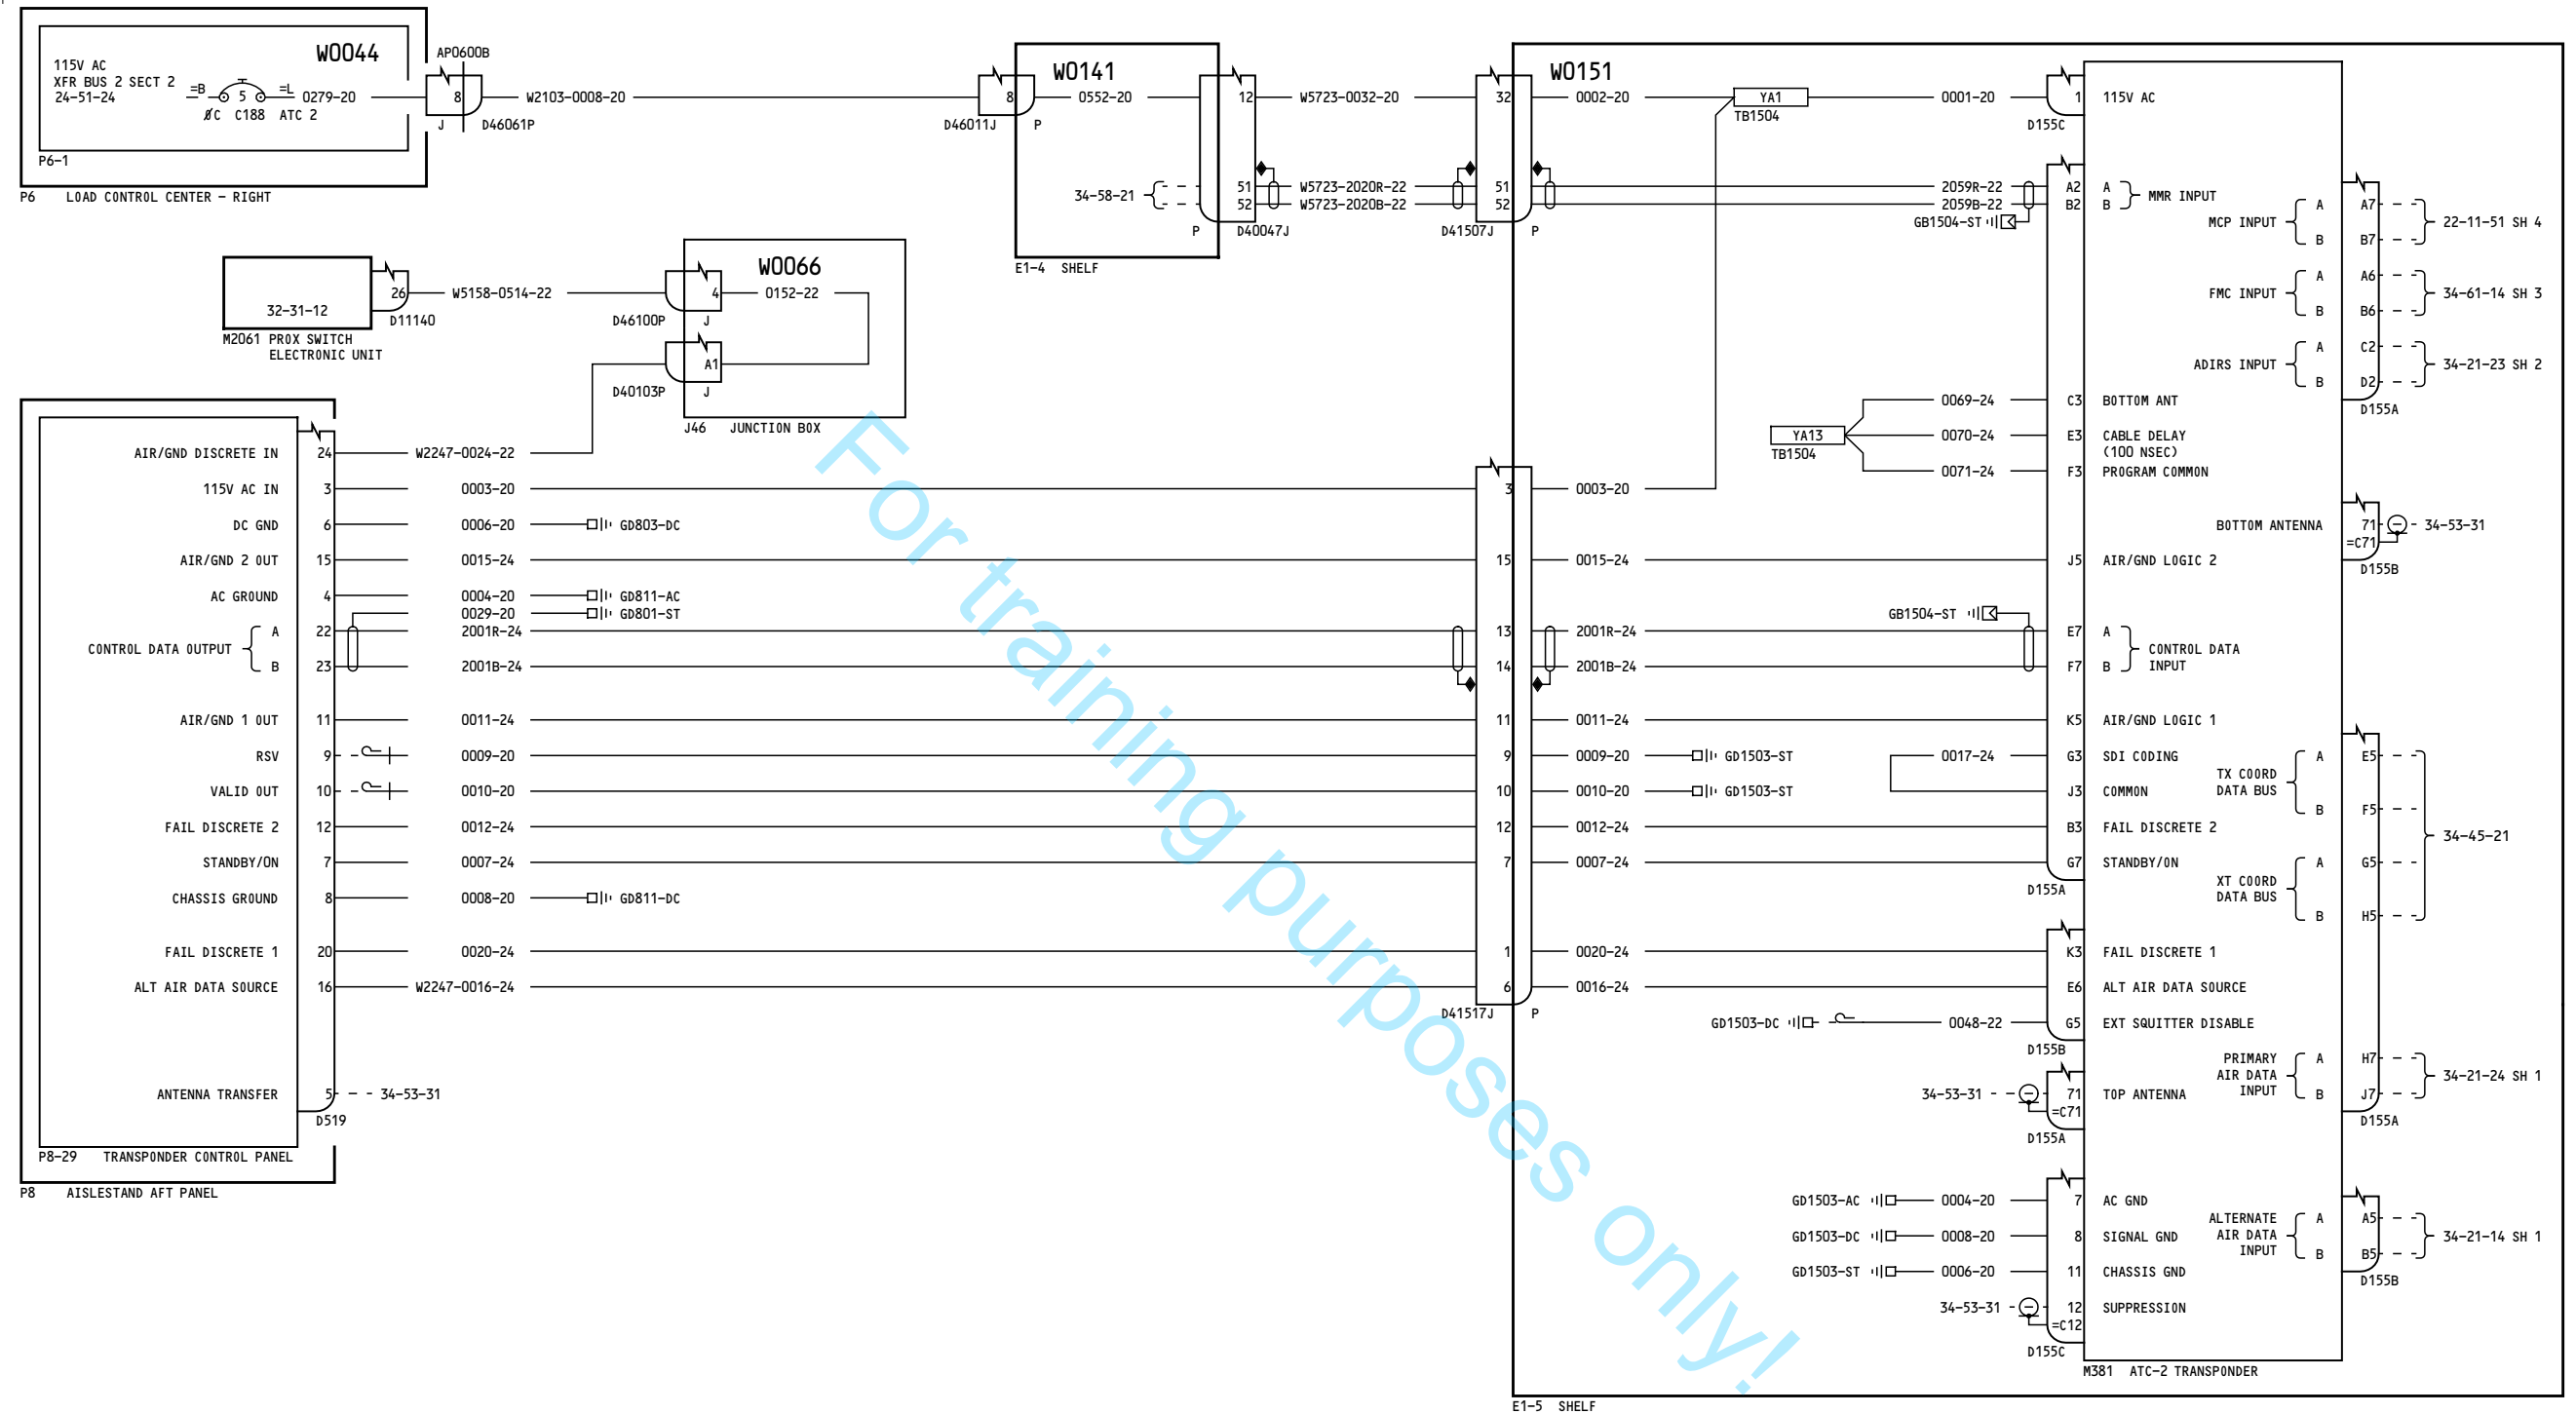 W0044
115V AC
XFR BUS 2 SECT 2
24-51-24
=B
5
=L
0279-20
C188
ATC 2
P6-1
P6 LOAD CONTROL CENTER - RIGHT
AP0600B
8
J
D46061P
W2103-0008-20
8
D46011J
P
W0141
0552-20
12
W5723-0032-20
34-58-21
51
W5723-2020R-22
52
W5723-2020B-22
P
D40047J
E1-4 SHELF
32
51
52
D41507J
P
32-31-12
26
D11140
M2061 PROX SWITCH
ELECTRONIC UNIT
W5158-0514-22
W0066
4
0152-22
D46100P
J
A1
D40103P
J
J46 JUNCTION BOX
AIR/GND DISCRETE IN 24 W2247-0024-22
115V AC IN 3 0003-20
DC GND 6 0006-20 GD803-DC
AIR/GND 2 OUT 15 0015-24
AC GROUND 4 0004-20 GD811-AC
0029-20 GD801-ST
CONTROL DATA OUTPUT
A 22 2001R-24
B 23 2001B-24
AIR/GND 1 OUT 11 0011-24
RSV 9 0009-20
VALID OUT 10 0010-20
FAIL DISCRETE 2 12 0012-24
STANDBY/ON 7 0007-24
CHASSIS GROUND 8 0008-20 GD811-DC
FAIL DISCRETE 1 20 0020-24
ALT AIR DATA SOURCE 16 W2247-0016-24
ANTENNA TRANSFER 5 34-53-31
D519
P8-29 TRANSPONDER CONTROL PANEL
P8 AISLESTAND AFT PANEL
W0151
0002-20
YA1
TB1504
0001-20
1
115V AC
D155C
2059R-22 A2 A
2059B-22 B2 B
MMR INPUT
GB1504-ST
YA13
TB1504
0069-24 C3 BOTTOM ANT
0070-24 E3 CABLE DELAY
(100 NSEC)
0071-24 F3 PROGRAM COMMON
3 0003-20
15 0015-24 J5 AIR/GND LOGIC 2
GB1504-ST
13 2001R-24 E7 A
14 2001B-24 F7 B
CONTROL DATA
INPUT
11 0011-24 K5 AIR/GND LOGIC 1
9 0009-20 GD1503-ST 0017-24 G3 SDI CODING
10 0010-20 GD1503-ST J3 COMMON
12 0012-24 B3 FAIL DISCRETE 2
7 0007-24 G7 STANDBY/ON
D155A
1 0020-24 K3 FAIL DISCRETE 1
6 0016-24 E6 ALT AIR DATA SOURCE
D41517J
P
GD1503-DC 0048-22 G5 EXT SQUITTER DISABLE
D155B
34-53-31 71 TOP ANTENNA
=C71
D155A
GD1503-AC 0004-20 7 AC GND
GD1503-DC 0008-20 8 SIGNAL GND
GD1503-ST 0006-20 11 CHASSIS GND
34-53-31 12 SUPPRESSION
=C12
D155C
MCP INPUT
A A7
B B7
22-11-51 SH 4
FMC INPUT
A A6
B B6
34-61-14 SH 3
ADIRS INPUT
A C2
B D2
34-21-23 SH 2
D155A
BOTTOM ANTENNA 71 34-53-31
=C71
D155B
TX COORD
DATA BUS
A E5
B F5
34-45-21
XT COORD
DATA BUS
A G5
B H5
PRIMARY
AIR DATA
INPUT
A H7
B J7
34-21-24 SH 1
D155A
ALTERNATE
AIR DATA
INPUT
A A5
B B5
34-21-14 SH 1
D155B
M381 ATC-2 TRANSPONDER
E1-5 SHELF
For training purposes only!